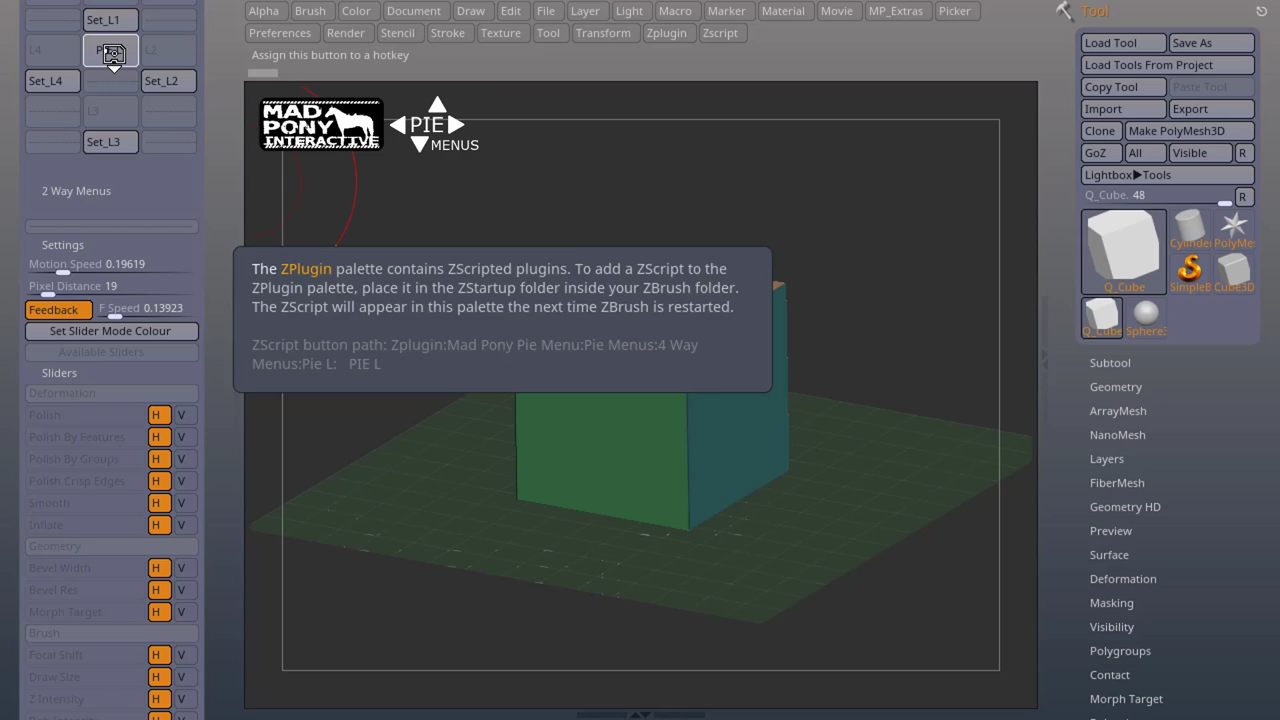 Alpha Brush Color Document Draw Edit File Layer Light Macro Marker Material Movie MP_Extras Picker
Preferences Render Stencil Stroke Texture Tool Transform Zplugin Zscript
Assign this button to a hotkey
Set_L1
L4 L2
Set_L4 Set_L2
L3
Set_L3
2 Way Menus
Settings
Motion Speed 0.19619
Pixel Distance 19
Feedback F Speed 0.13923
Set Slider Mode Colour
Available Sliders
Sliders
Deformation
Polish H V
Polish By Features H V
Polish By Groups H V
Polish Crisp Edges H V
Smooth H V
Inflate H V
Geometry
Bevel Width H V
Bevel Res H V
Morph Target H V
Brush
Focal Shift H V
Draw Size H V
Z Intensity H V
MAD PONY INTERACTIVE
PIE
MENUS
The ZPlugin palette contains ZScripted plugins. To add a ZScript to the
ZPlugin palette, place it in the ZStartup folder inside your ZBrush folder.
The ZScript will appear in this palette the next time ZBrush is restarted.
ZScript button path: Zplugin:Mad Pony Pie Menu:Pie Menus:4 Way
Menus:Pie L: PIE L
Tool
Load Tool Save As
Load Tools From Project
Copy Tool Paste Tool
Import Export
Clone Make PolyMesh3D
GoZ All Visible R
Lightbox▶Tools
Q_Cube. 48 R
Q_Cube Cylinde PolyMe
SimpleB Cube3D
Q_Cube Sphere3
Subtool
Geometry
ArrayMesh
NanoMesh
Layers
FiberMesh
Geometry HD
Preview
Surface
Deformation
Masking
Visibility
Polygroups
Contact
Morph Target